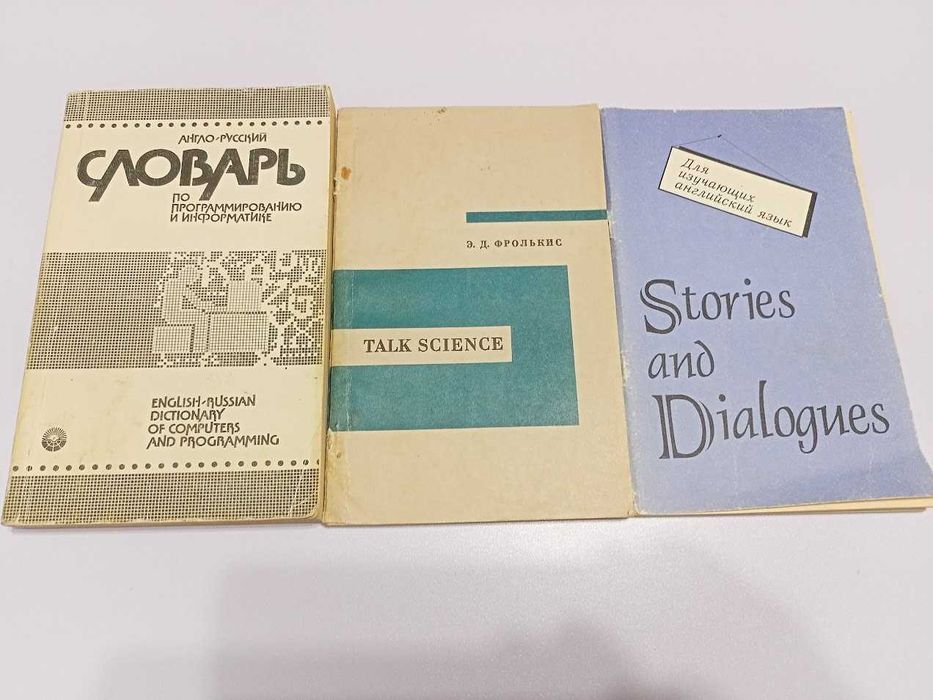 АНГЛО-РУССКИЙ
СЛОВАРЬ
ПО
ПРОГРАММИРОВАНИЮ
И ИНФОРМАТИКЕ
ENGLISH-RUSSIAN
DICTIONARY
OF COMPUTERS
AND PROGRAMMING
Э. Д. ФРОЛЬКИС
TALK SCIENCE
Для
изучающих
английский язык
Stories
and
Dialogues